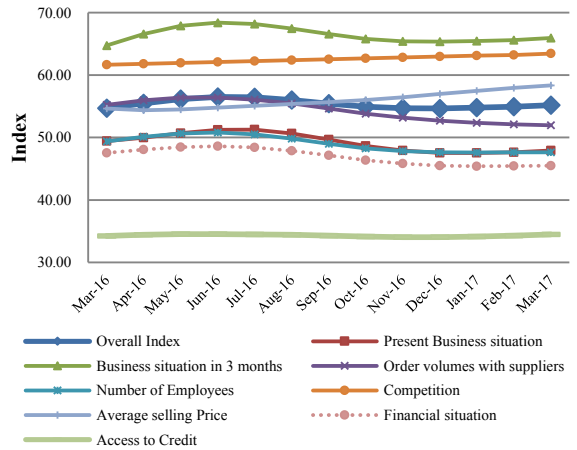 70.00
60.00
50.00
40.00
30.00
Index
Mar-16
Apr-16
May-16
Jun-16
Jul-16
Aug-16
Sep-16
Oct-16
Nov-16
Dec-16
Jan-17
Feb-17
Mar-17
Overall Index
Present Business situation
Business situation in 3 months
Order volumes with suppliers
Number of Employees
Competition
Average selling Price
Financial situation
Access to Credit